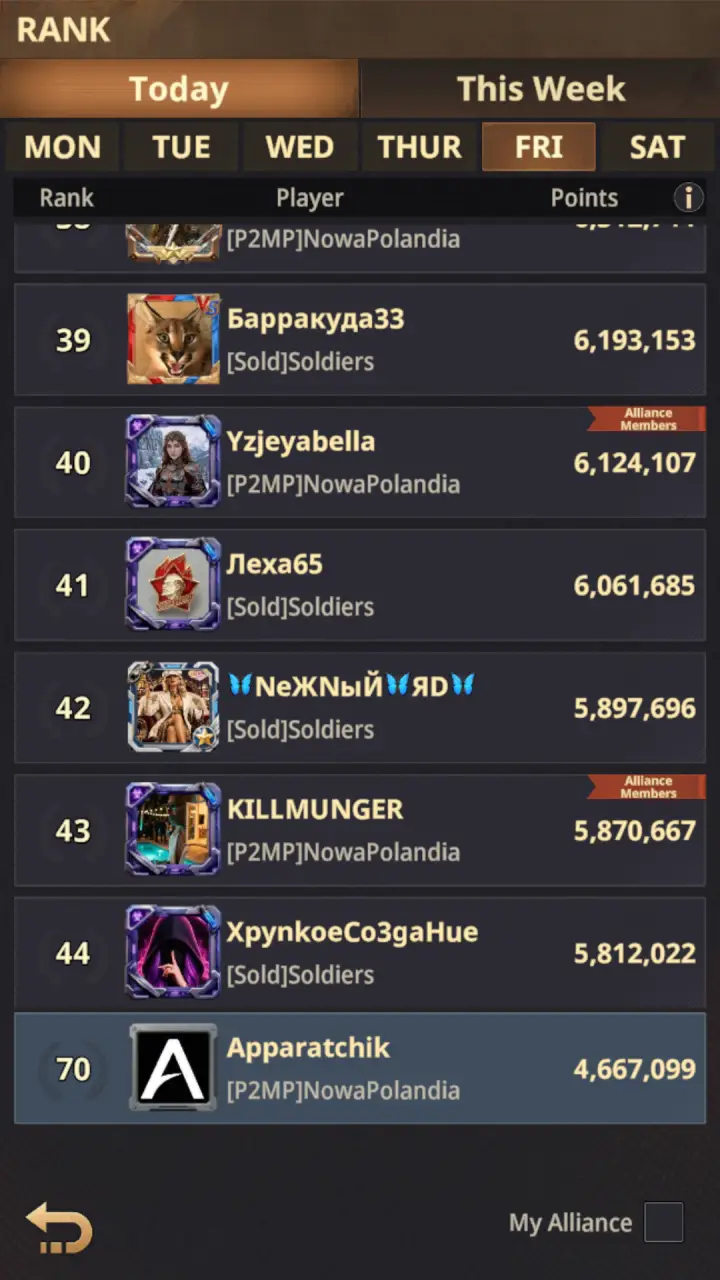 RANK
Today
This Week
MON
TUE
WED
THUR
FRI
SAT
Rank
Player
Points
[P2MP]NowaPolandia
39
Барракуда33
[Sold]Soldiers
6,193,153
Alliance
Members
40
Yzjeyabella
[P2MP]NowaPolandia
6,124,107
41
Леха65
[Sold]Soldiers
6,061,685
42
🦋NeЖNыЙ🦋ЯD🦋
[Sold]Soldiers
5,897,696
Alliance
Members
43
KILLMUNGER
[P2MP]NowaPolandia
5,870,667
44
XpynkoeCo3gaHue
[Sold]Soldiers
5,812,022
70
Apparatchik
[P2MP]NowaPolandia
4,667,099
My Alliance